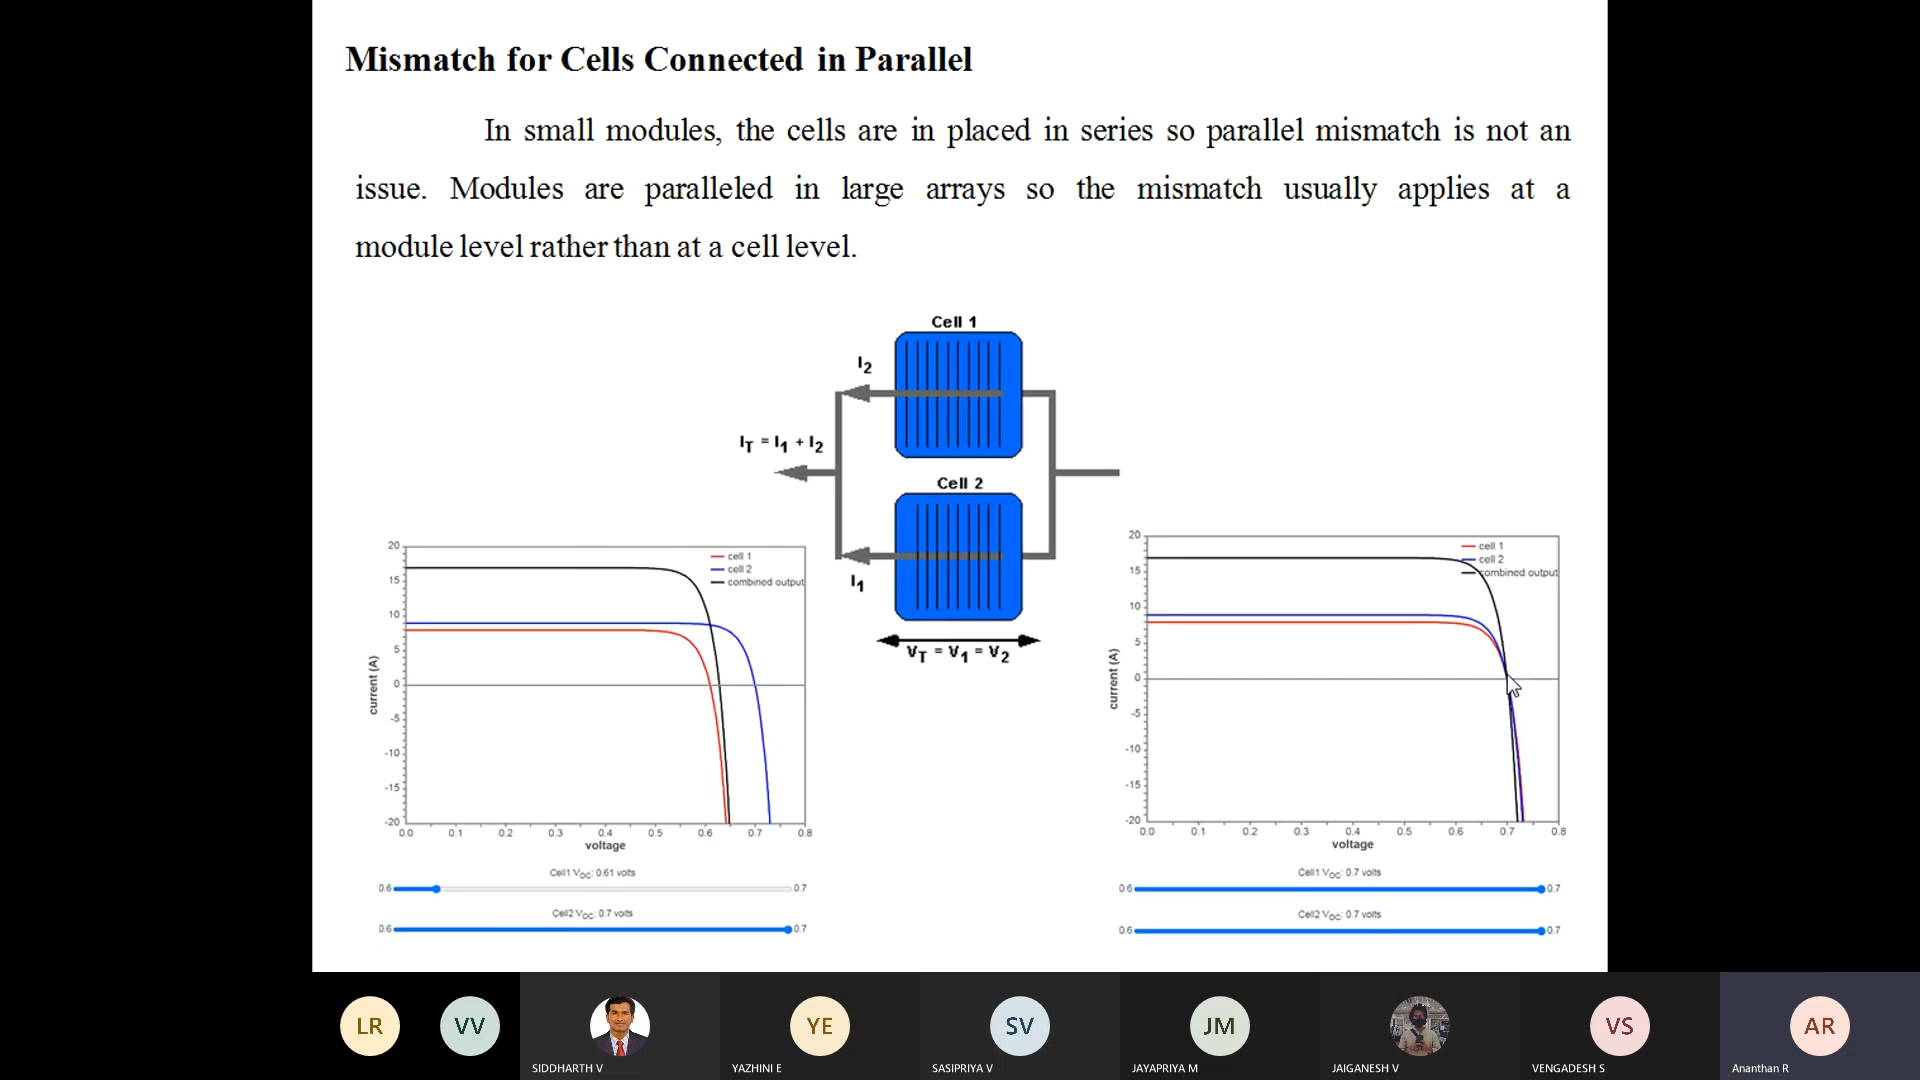 Mismatch for Cells Connected in Parallel
In small modules, the cells are in placed in series so parallel mismatch is not an
issue. Modules are paralleled in large arrays so the mismatch usually applies at a
module level rather than at a cell level.
Cell 1
I2
IT = I1 + I2
Cell 2
I1
VT = V1 = V2
20
15
10
5
0
-5
-10
-15
-20
current (A)
cell 1
cell 2
combined output
0.0 0.1 0.2 0.3 0.4 0.5 0.6 0.7 0.8
voltage
Cell1 VOC: 0.61 volts
0.6 0.7
Cell2 VOC: 0.7 volts
0.6 0.7
20
15
10
5
0
-5
-10
-15
-20
current (A)
cell 1
cell 2
combined output
0.0 0.1 0.2 0.3 0.4 0.5 0.6 0.7 0.8
voltage
Cell1 VOC: 0.7 volts
0.6 0.7
Cell2 VOC: 0.7 volts
0.6 0.7
LR VV YE SV JM VS AR
SIDDHARTH V YAZHINI E SASIPRIYA V JAYAPRIYA M JAIGANESH V VENGADESH S Ananthan R